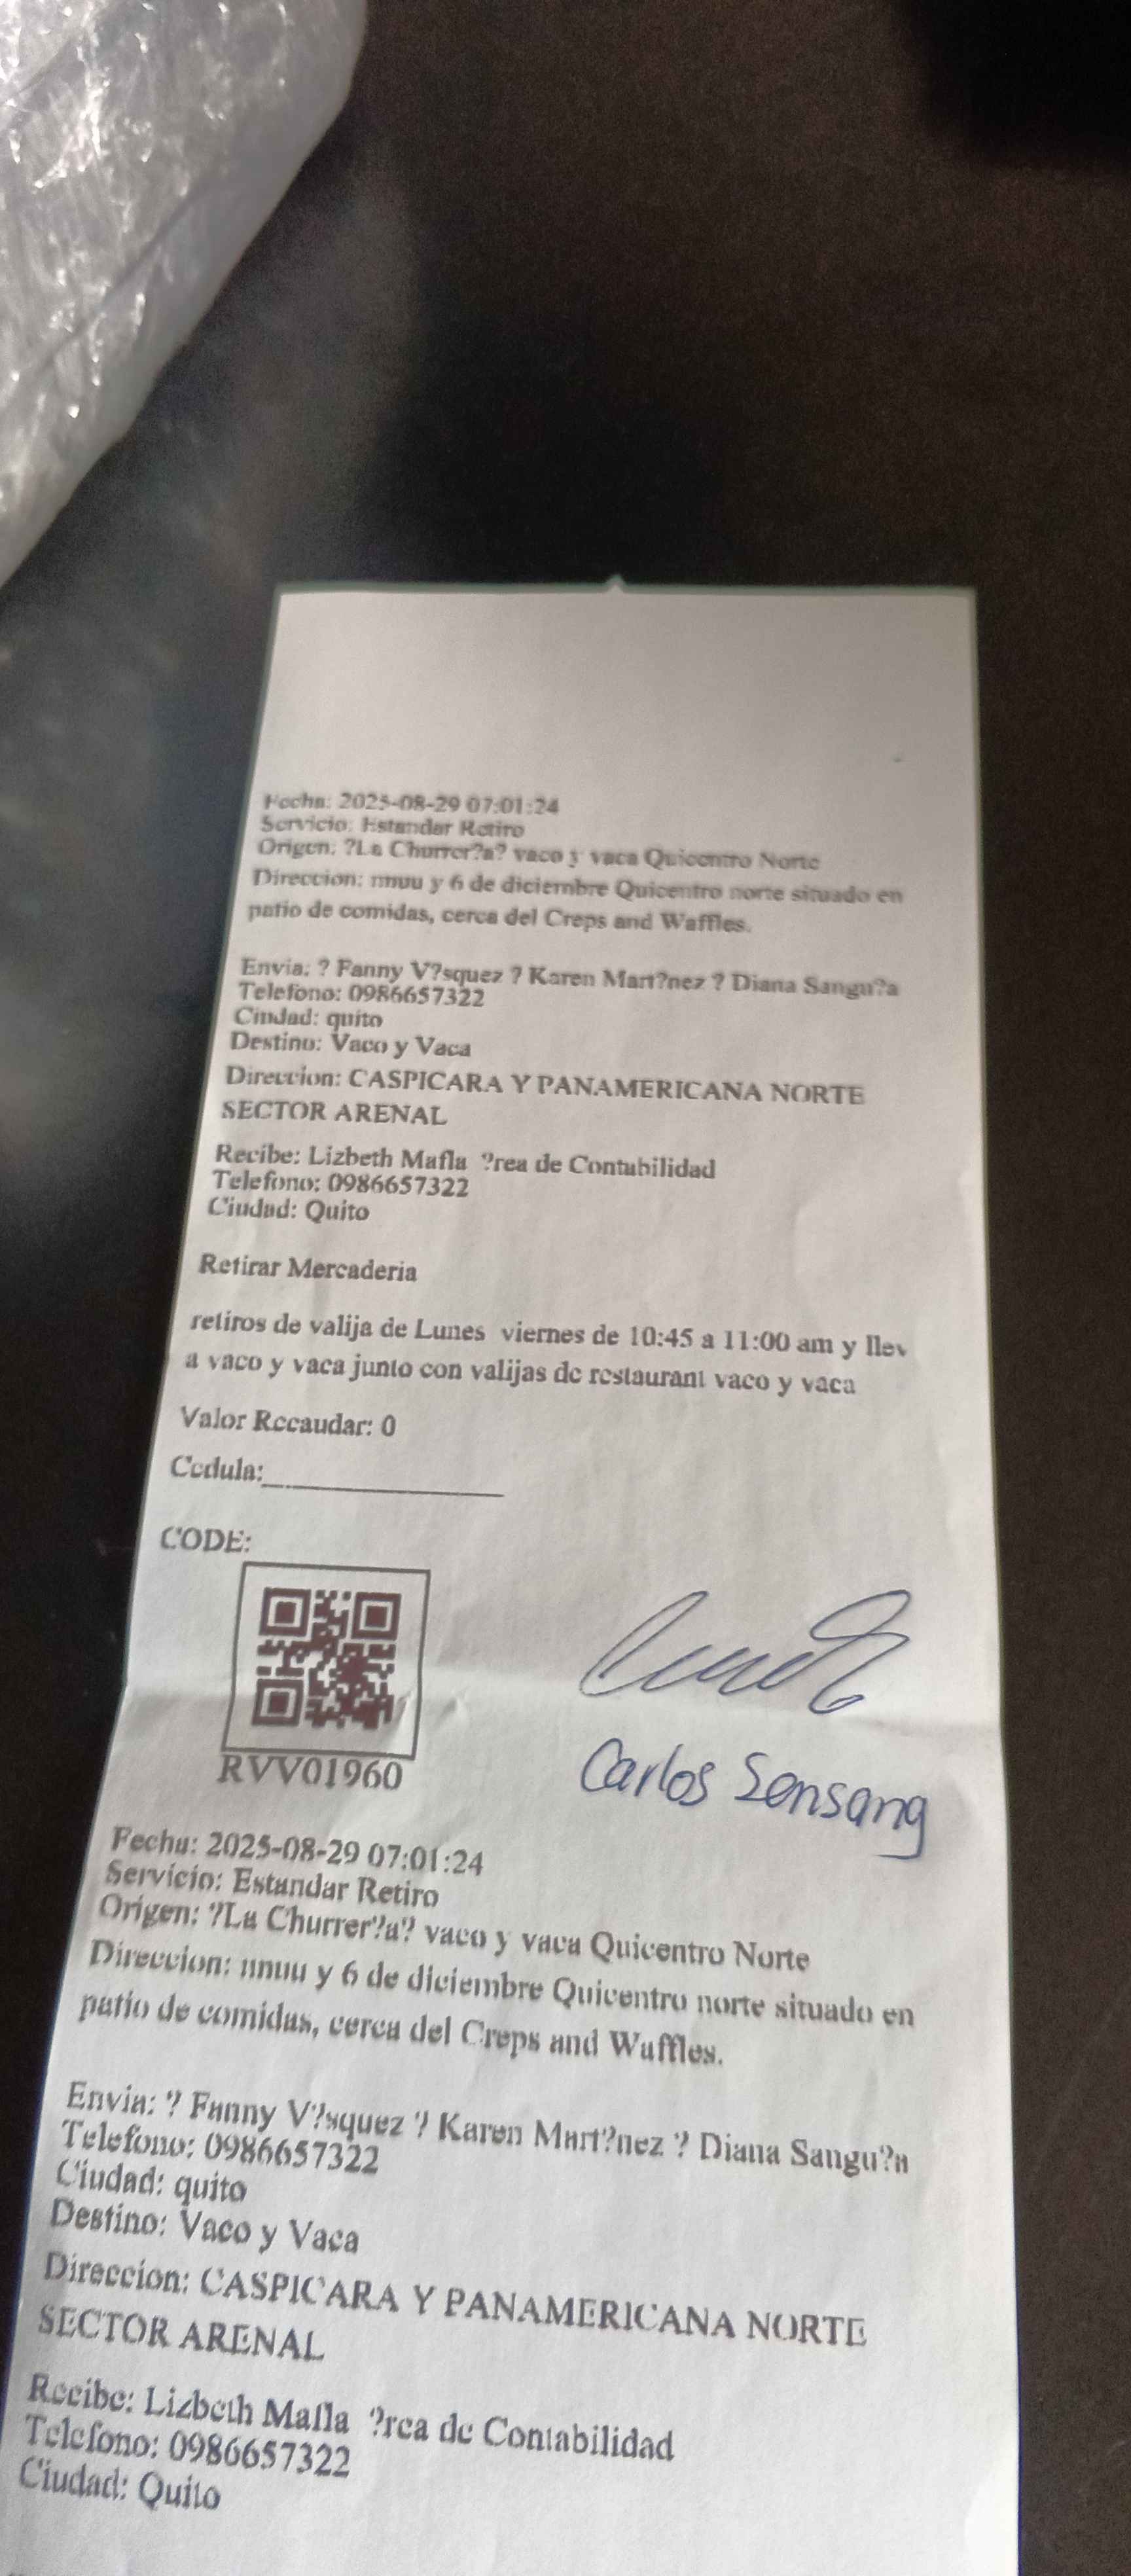 Fecha: 2025-08-29 07:01:24
Servicio: Estandar Retiro
Origen: ?La Churrer?a? vaco y vaca Quicentro Norte
Direccion: nnuu y 6 de diciembre Quicentro norte situado en
patio de comidas, cerca del Creps and Waffles.
Envia: ? Fanny V?squez ? Karen Mart?nez ? Diana Sangu?a
Telefono: 0986657322
Ciudad: quito
Destino: Vaco y Vaca
Direccion: CASPICARA Y PANAMERICANA NORTE
SECTOR ARENAL
Recibe: Lizbeth Mafla ?rea de Contabilidad
Telefono: 0986657322
Ciudad: Quito
Retirar Mercaderia
retiros de valija de Lunes viernes de 10:45 a 11:00 am y llev
a vaco y vaca junto con valijas de restaurant vaco y vaca
Valor Recaudar: 0
Cedula:
CODE:
RVV01960
Carlos Sensang
Fecha: 2025-08-29 07:01:24
Servicio: Estandar Retiro
Origen: ?La Churrer?a? vaco y vaca Quicentro Norte
Direccion: nnuu y 6 de diciembre Quicentro norte situado en
patio de comidas, cerca del Creps and Waffles.
Envia: ? Fanny V?squez ? Karen Mart?nez ? Diana Sangu?a
Telefono: 0986657322
Ciudad: quito
Destino: Vaco y Vaca
Direccion: CASPICARA Y PANAMERICANA NORTE
SECTOR ARENAL
Recibe: Lizbeth Mafla ?rea de Contabilidad
Telefono: 0986657322
Ciudad: Quito